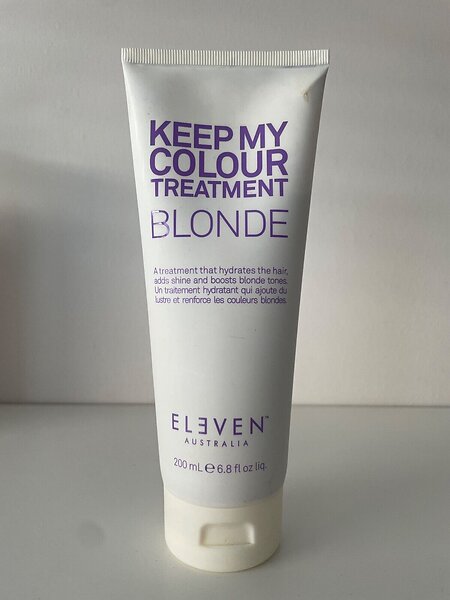 KEEP MY
COLOUR
TREATMENT
BLONDE
A treatment that hydrates the hair,
adds shine and boosts blonde tones.
Un traitement hydratant qui ajoute du
lustre et renforce les couleurs blondes.
ELEVEN™
AUSTRALIA
200 mL ℮ 6.8 fl oz liq.